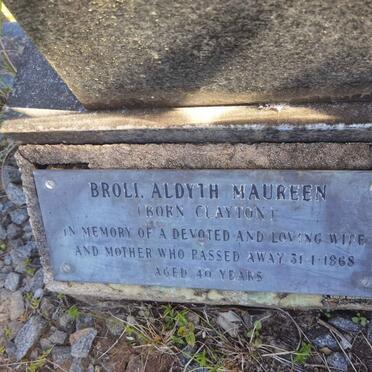 BROLI, ALDYTH MAUREEN
(BORN CLAYTON)
IN MEMORY OF A DEVOTED AND LOVING WIFE
AND MOTHER WHO PASSED AWAY 31-1-1868
AGED 40 YEARS